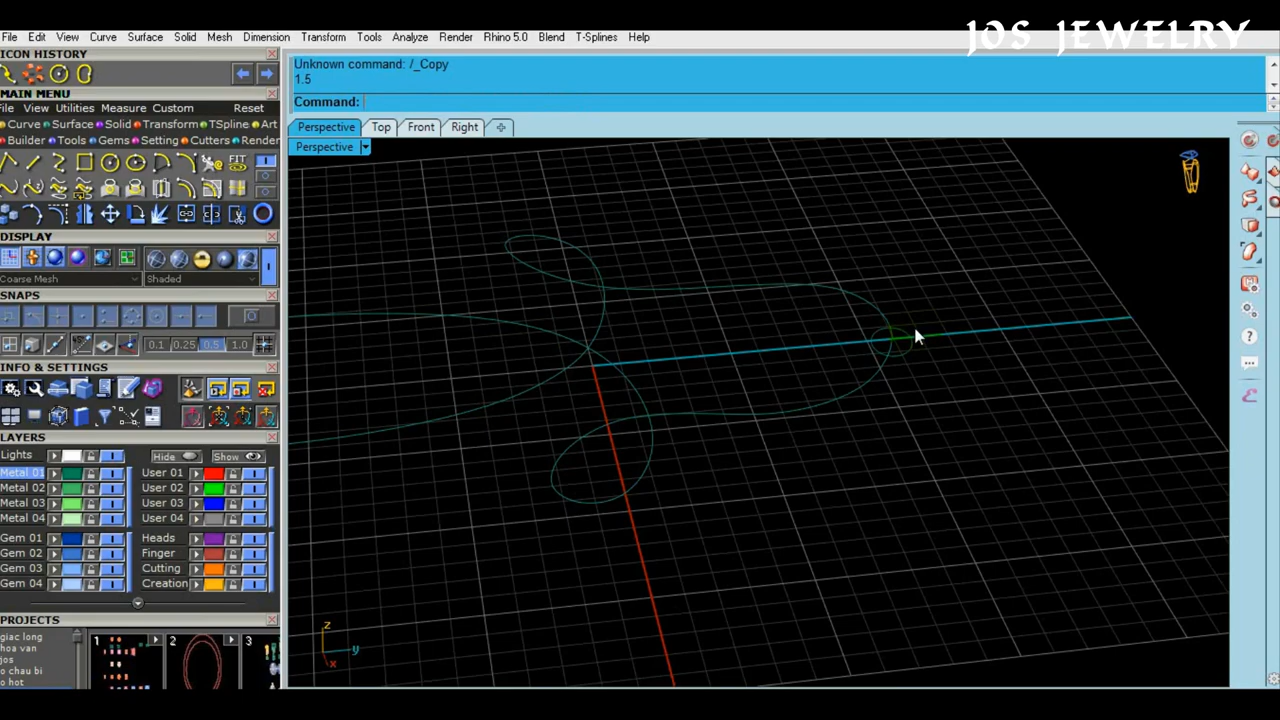 JOS JEWELRY
File Edit View Curve Surface Solid Mesh Dimension Transform Tools Analyze Render Rhino 5.0 Blend T-Splines Help
ICON HISTORY
Unknown command: /_Copy
1.5
Command:
MAIN MENU
File View Utilities Measure Custom Reset
Curve Surface Solid Transform TSpline Art
Builder Tools Gems Setting Cutters Render
Perspective Top Front Right
Perspective
FIT
DISPLAY
Coarse Mesh Shaded
SNAPS
0.1 0.25 0.5 1.0
INFO & SETTINGS
LAYERS
Lights Hide Show
Metal 01 User 01
Metal 02 User 02
Metal 03 User 03
Metal 04 User 04
Gem 01 Heads
Gem 02 Finger
Gem 03 Cutting
Gem 04 Creation
PROJECTS
giac long
hoa van
jos
o chau bi
o hot
1 2 3
z
y
x